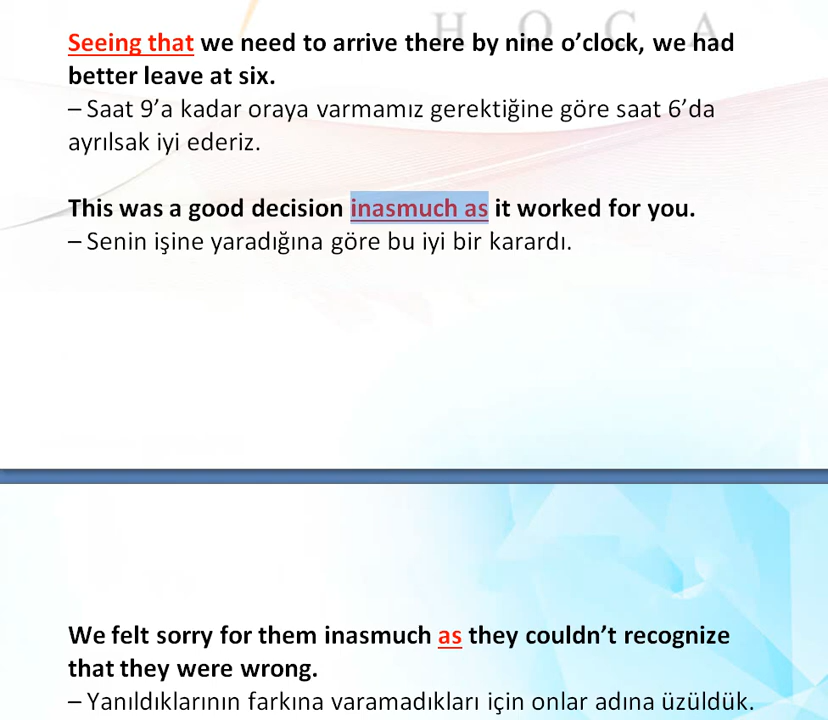 H O C A
Seeing that we need to arrive there by nine o’clock, we had
better leave at six.
– Saat 9’a kadar oraya varmamız gerektiğine göre saat 6’da
ayrılsak iyi ederiz.
This was a good decision inasmuch as it worked for you.
– Senin işine yaradığına göre bu iyi bir karardı.
We felt sorry for them inasmuch as they couldn’t recognize
that they were wrong.
– Yanıldıklarının farkına varamadıkları için onlar adına üzüldük.